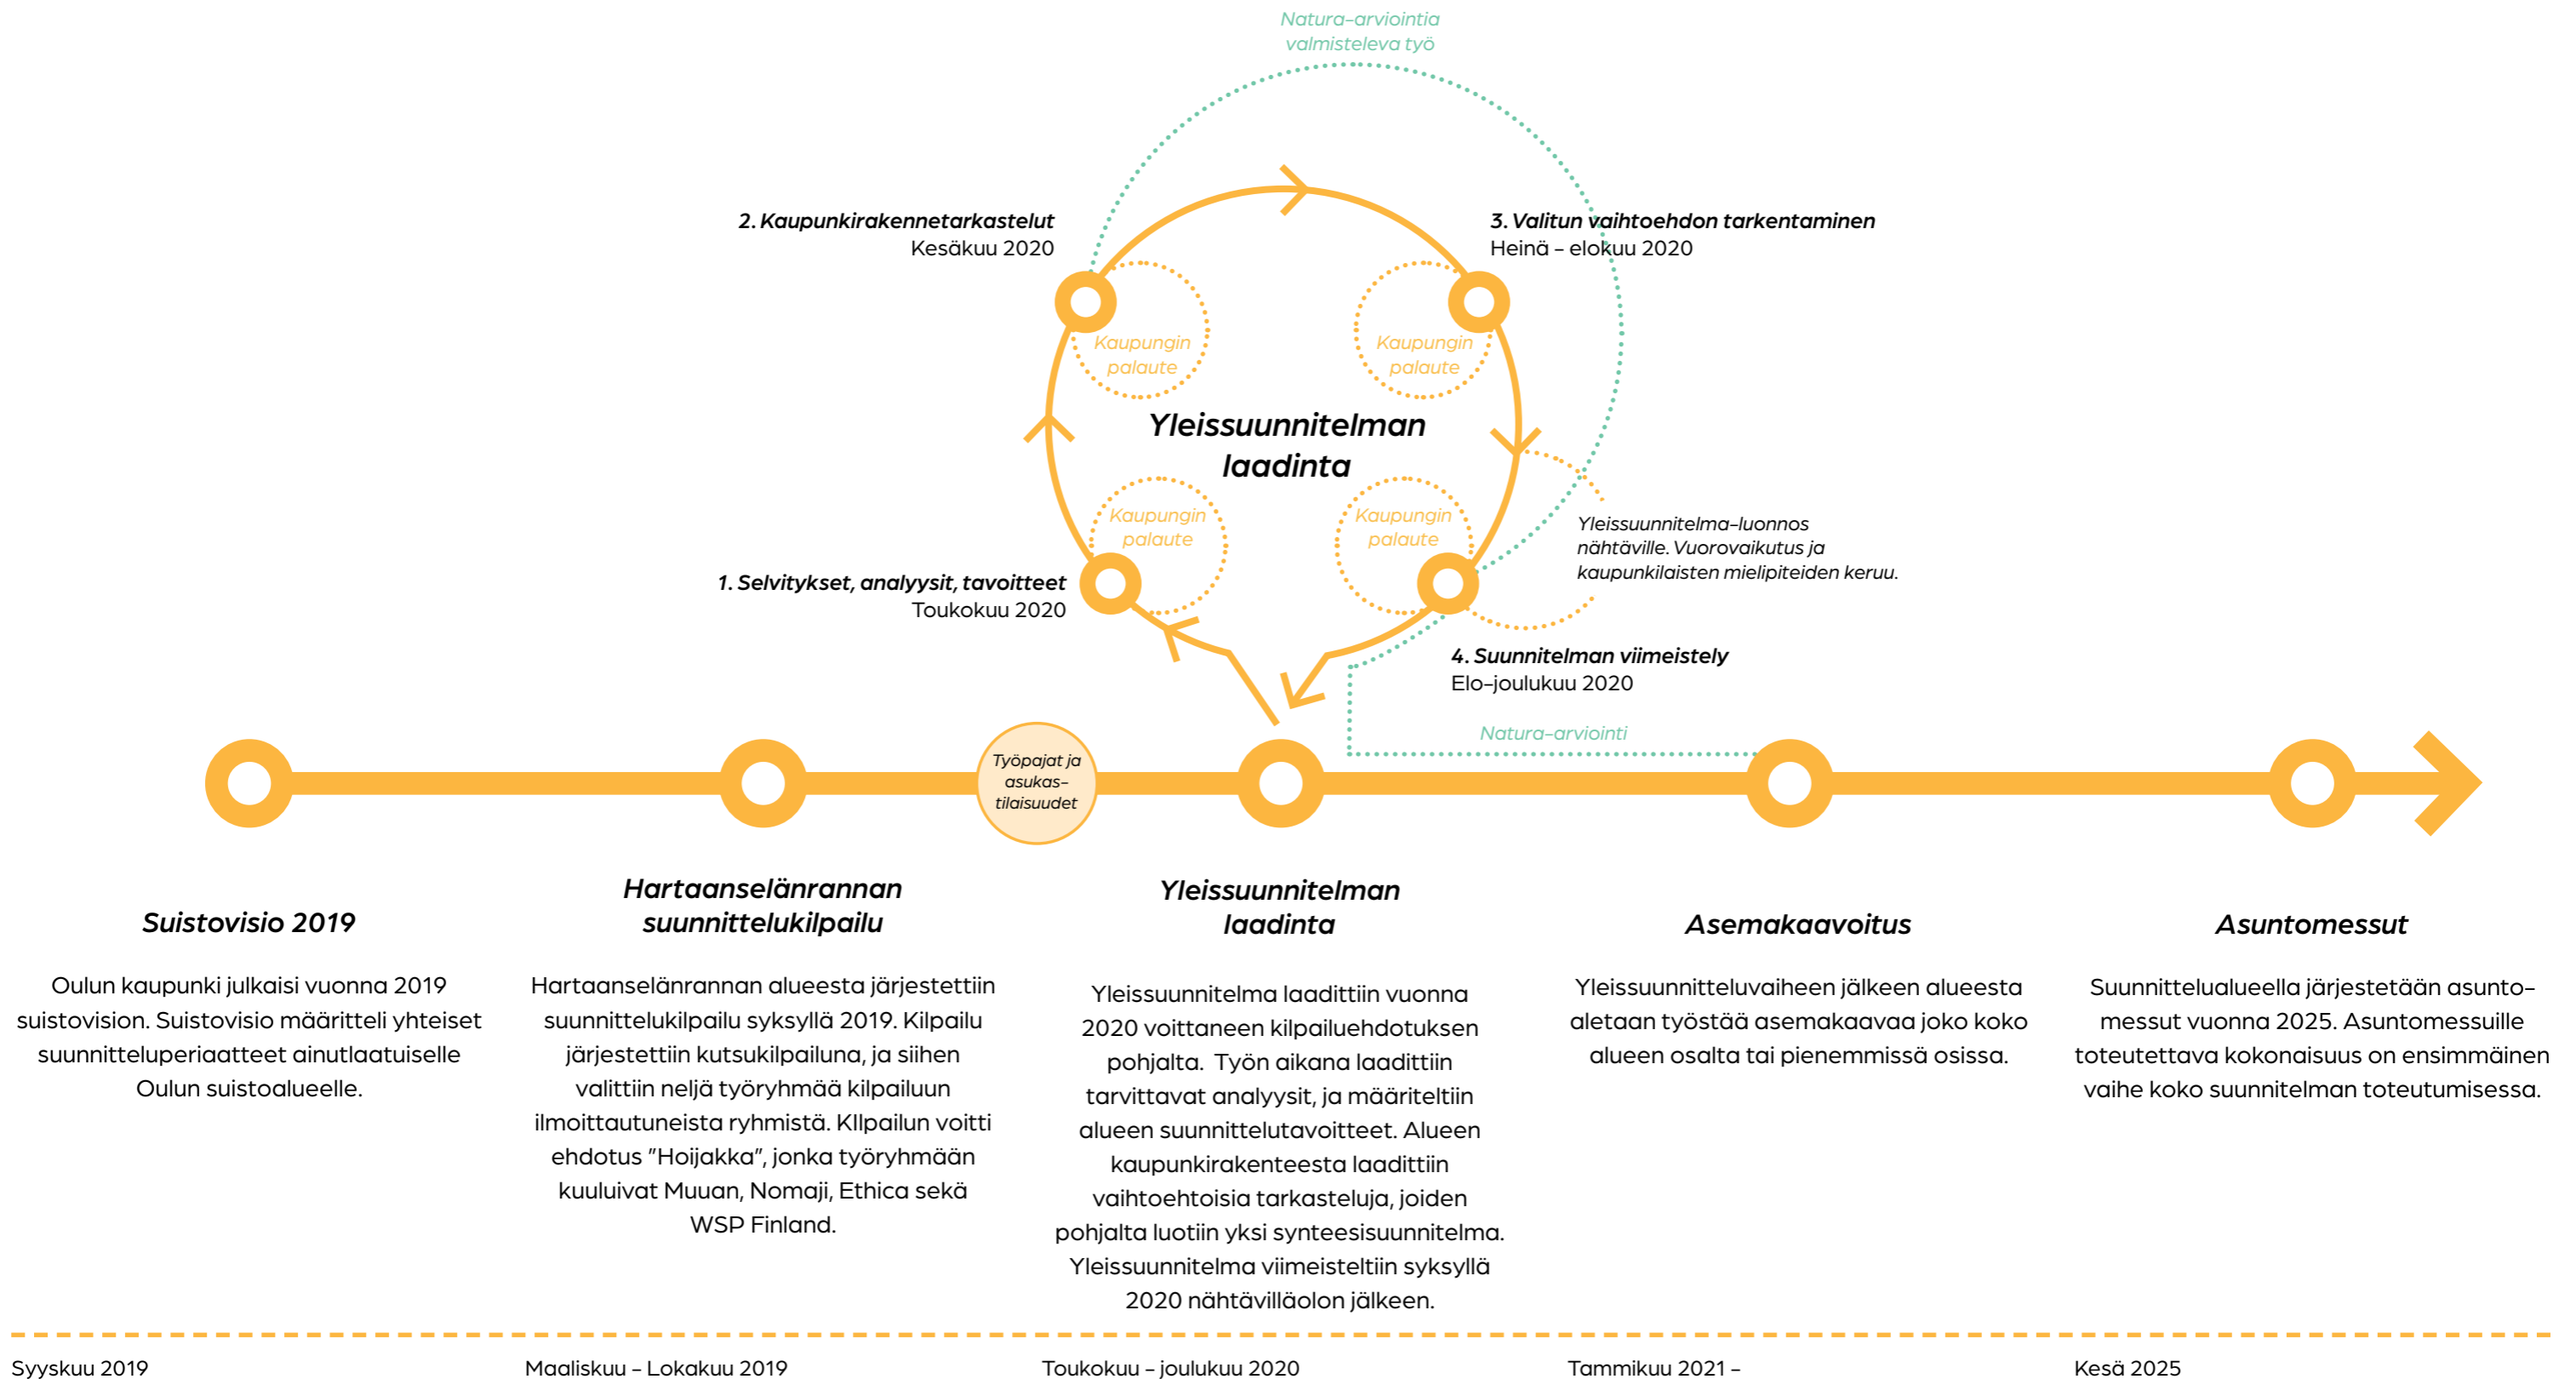 Natura-arviointia
valmisteleva työ
2. Kaupunkirakennetarkastelut
Kesäkuu 2020
3. Valitun vaihtoehdon tarkentaminen
Heinä - elokuu 2020
Kaupungin
palaute
Kaupungin
palaute
Yleissuunnitelman
laadinta
Kaupungin
palaute
Kaupungin
palaute
Yleissuunnitelma-luonnos
nähtäville. Vuorovaikutus ja
kaupunkilaisten mielipiteiden keruu.
1. Selvitykset, analyysit, tavoitteet
Toukokuu 2020
4. Suunnitelman viimeistely
Elo-joulukuu 2020
Natura-arviointi
Työpajat ja
asukas-
tilaisuudet
Suistovisio 2019
Oulun kaupunki julkaisi vuonna 2019
suistovision. Suistovisio määritteli yhteiset
suunnitteluperiaatteet ainutlaatuiselle
Oulun suistoalueelle.
Hartaanselänrannan
suunnittelukilpailu
Hartaanselänrannan alueesta järjestettiin
suunnittelukilpailu syksyllä 2019. Kilpailu
järjestettiin kutsukilpailuna, ja siihen
valittiin neljä työryhmää kilpailuun
ilmoittautuneista ryhmistä. KIlpailun voitti
ehdotus ”Hoijakka”, jonka työryhmään
kuuluivat Muuan, Nomaji, Ethica sekä
WSP Finland.
Yleissuunnitelman
laadinta
Yleissuunnitelma laadittiin vuonna
2020 voittaneen kilpailuehdotuksen
pohjalta.  Työn aikana laadittiin
tarvittavat analyysit, ja määriteltiin
alueen suunnittelutavoitteet. Alueen
kaupunkirakenteesta laadittiin
vaihtoehtoisia tarkasteluja, joiden
pohjalta luotiin yksi synteesisuunnitelma.
Yleissuunnitelma viimeisteltiin syksyllä
2020 nähtävilläolon jälkeen.
Asemakaavoitus
Yleissuunnitteluvaiheen jälkeen alueesta
aletaan työstää asemakaavaa joko koko
alueen osalta tai pienemmissä osissa.
Asuntomessut
Suunnittelualueella järjestetään asunto-
messut vuonna 2025. Asuntomessuille
toteutettava kokonaisuus on ensimmäinen
vaihe koko suunnitelman toteutumisessa.
Syyskuu 2019
Maaliskuu - Lokakuu 2019
Toukokuu - joulukuu 2020
Tammikuu 2021 -
Kesä 2025